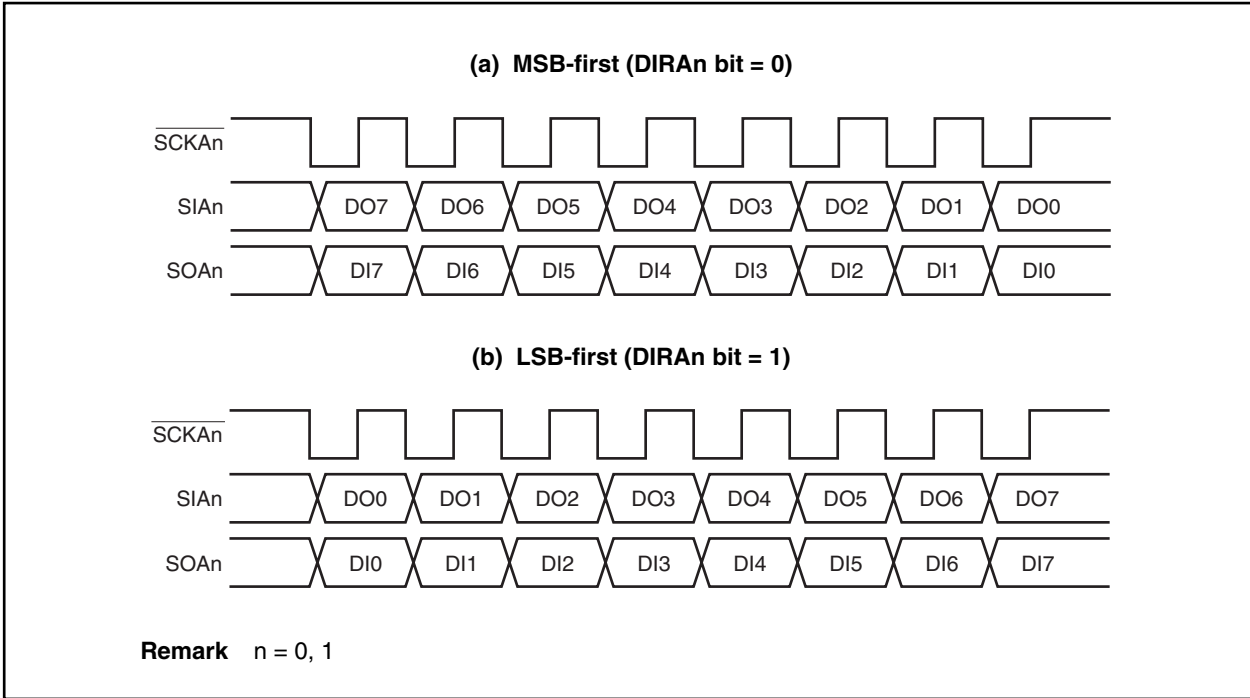 (a) MSB-first (DIRAn bit = 0)
SCKAn
SIAn DO7 DO6 DO5 DO4 DO3 DO2 DO1 DO0
SOAn DI7 DI6 DI5 DI4 DI3 DI2 DI1 DI0
(b) LSB-first (DIRAn bit = 1)
SCKAn
SIAn DO0 DO1 DO2 DO3 DO4 DO5 DO6 DO7
SOAn DI0 DI1 DI2 DI3 DI4 DI5 DI6 DI7
Remark n = 0, 1